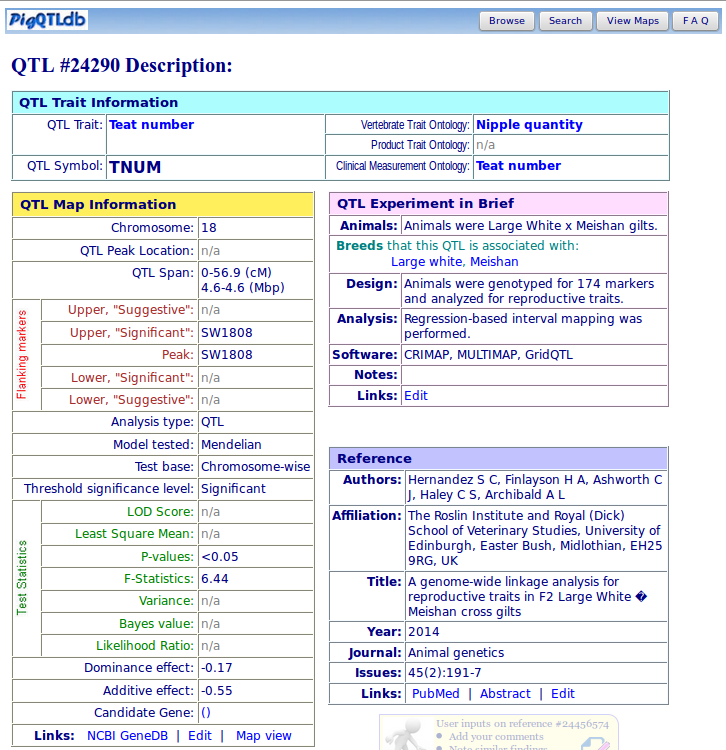 PigQTLdb
Browse
Search
View Maps
F A Q
QTL #24290 Description:
QTL Trait Information
QTL Trait: Teat number
Vertebrate Trait Ontology: Nipple quantity
Product Trait Ontology: n/a
QTL Symbol: TNUM
Clinical Measurement Ontology: Teat number
QTL Map Information
Chromosome: 18
QTL Peak Location: n/a
QTL Span: 0-56.9 (cM)
4.6-4.6 (Mbp)
Flanking markers
Upper, "Suggestive": n/a
Upper, "Significant": SW1808
Peak: SW1808
Lower, "Significant": n/a
Lower, "Suggestive": n/a
Analysis type: QTL
Model tested: Mendelian
Test base: Chromosome-wise
Threshold significance level: Significant
Test Statistics
LOD Score: n/a
Least Square Mean: n/a
P-values: <0.05
F-Statistics: 6.44
Variance: n/a
Bayes value: n/a
Likelihood Ratio: n/a
Dominance effect: -0.17
Additive effect: -0.55
Candidate Gene: ()
Links: NCBI GeneDB | Edit | Map view
QTL Experiment in Brief
Animals: Animals were Large White x Meishan gilts.
Breeds that this QTL is associated with:
Large white, Meishan
Design: Animals were genotyped for 174 markers
and analyzed for reproductive traits.
Analysis: Regression-based interval mapping was
performed.
Software: CRIMAP, MULTIMAP, GridQTL
Notes:
Links: Edit
Reference
Authors: Hernandez S C, Finlayson H A, Ashworth C
J, Haley C S, Archibald A L
Affiliation: The Roslin Institute and Royal (Dick)
School of Veterinary Studies, University of
Edinburgh, Easter Bush, Midlothian, EH25
9RG, UK
Title: A genome-wide linkage analysis for
reproductive traits in F2 Large White �
Meishan cross gilts
Year: 2014
Journal: Animal genetics
Issues: 45(2):191-7
Links: PubMed | Abstract | Edit
User inputs on reference #24456574
Add your comments
Note similar findings